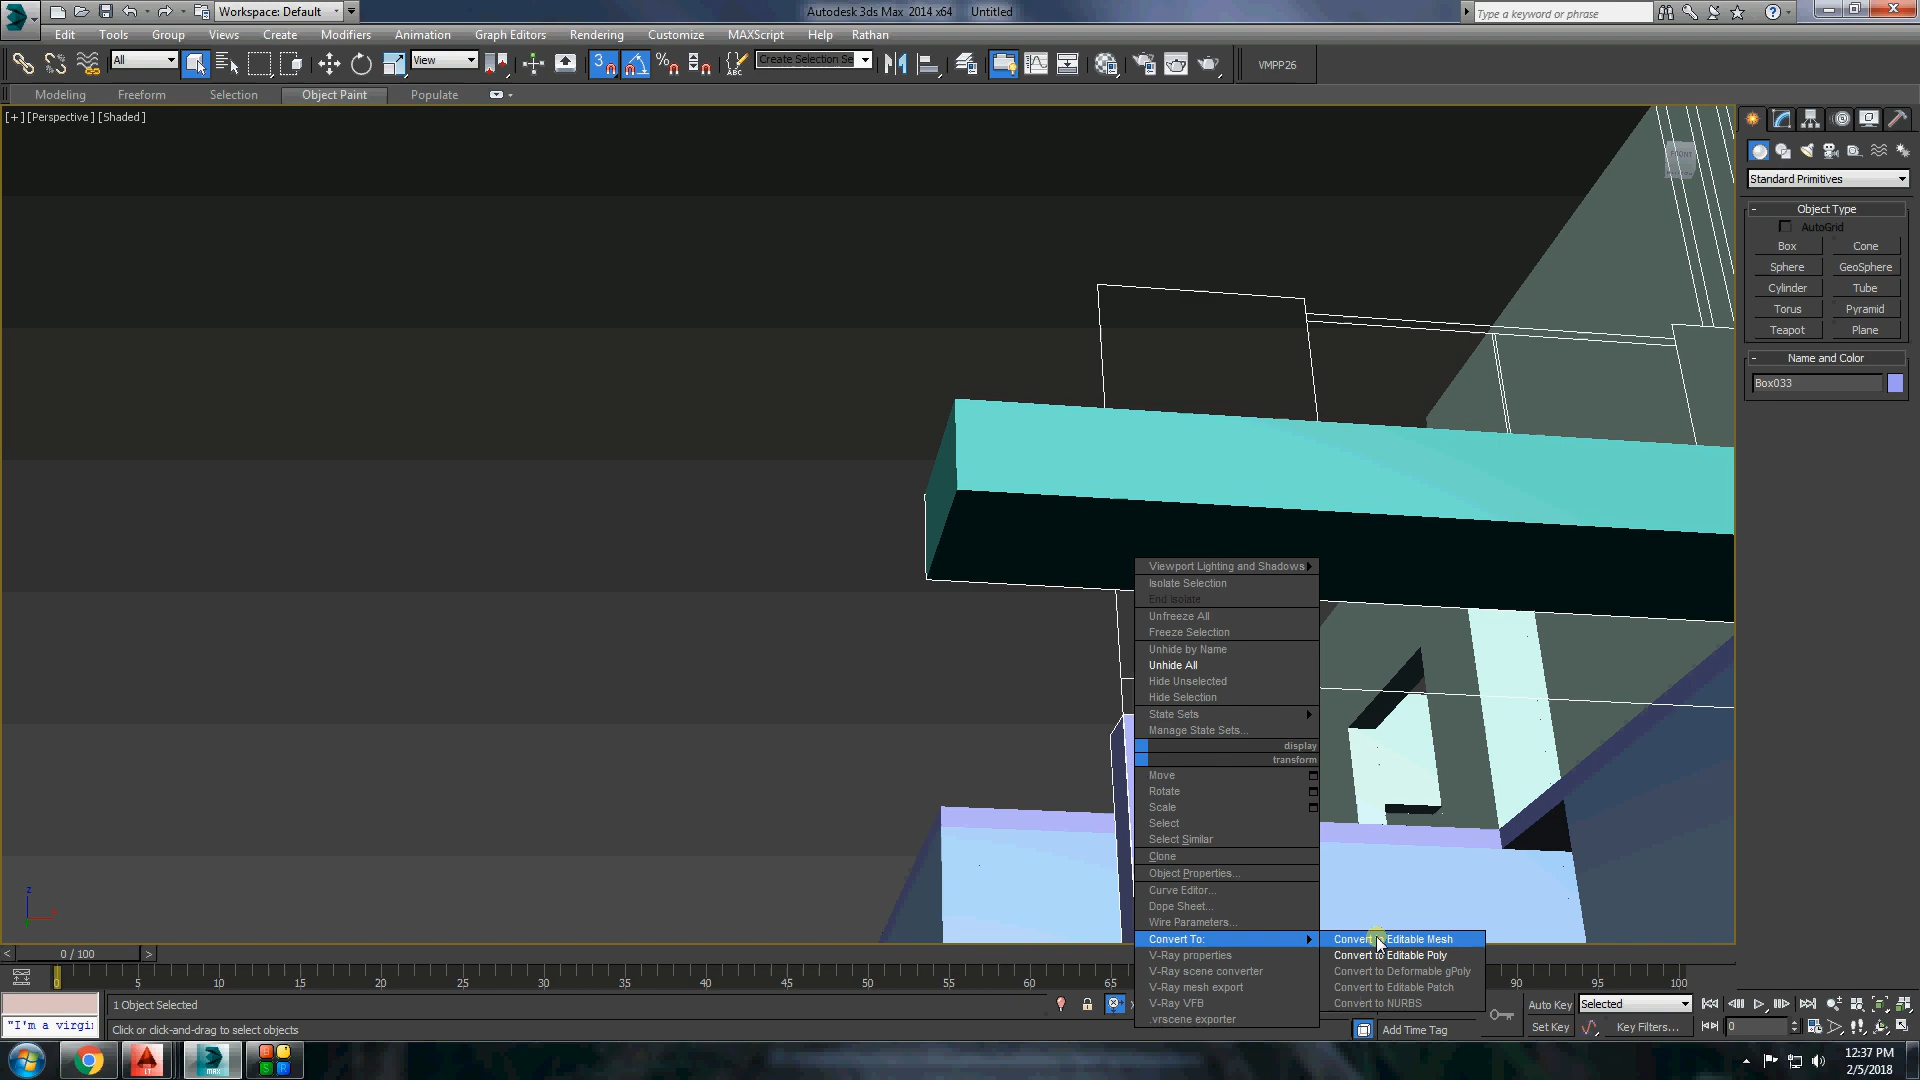 Workspace: Default
Autodesk 3ds Max 2014 x64 Untitled
Type a keyword or phrase
Edit Tools Group Views Create Modifiers Animation Graph Editors Rendering Customize MAXScript Help Rathan
All
View
3
Create Selection Se
VMPP26
Modeling Freeform Selection Object Paint Populate
[+] [Perspective ] [Shaded ]
FRONT
Standard Primitives
- Object Type
AutoGrid
Box Cone
Sphere GeoSphere
Cylinder Tube
Torus Pyramid
Teapot Plane
- Name and Color
Box033
Viewport Lighting and Shadows
Isolate Selection
End Isolate
Unfreeze All
Freeze Selection
Unhide by Name
Unhide All
Hide Unselected
Hide Selection
State Sets
Manage State Sets...
display
transform
Move
Rotate
Scale
Select
Select Similar
Clone
Object Properties...
Curve Editor...
Dope Sheet...
Wire Parameters...
Convert To:
V-Ray properties
V-Ray scene converter
V-Ray mesh export
V-Ray VFB
.vrscene exporter
Convert to Editable Mesh
Convert to Editable Poly
Convert to Deformable gPoly
Convert to Editable Patch
Convert to NURBS
z
< 0 / 100 >
0 5 10 15 20 25 30 35 40 45 50 55 60 65 90 95 100
1 Object Selected
"I'm a virgi
Click or click-and-drag to select objects
Add Time Tag
Auto Key Selected
Set Key Key Filters...
0
MAX
B
S R
12:37 PM
2/5/2018